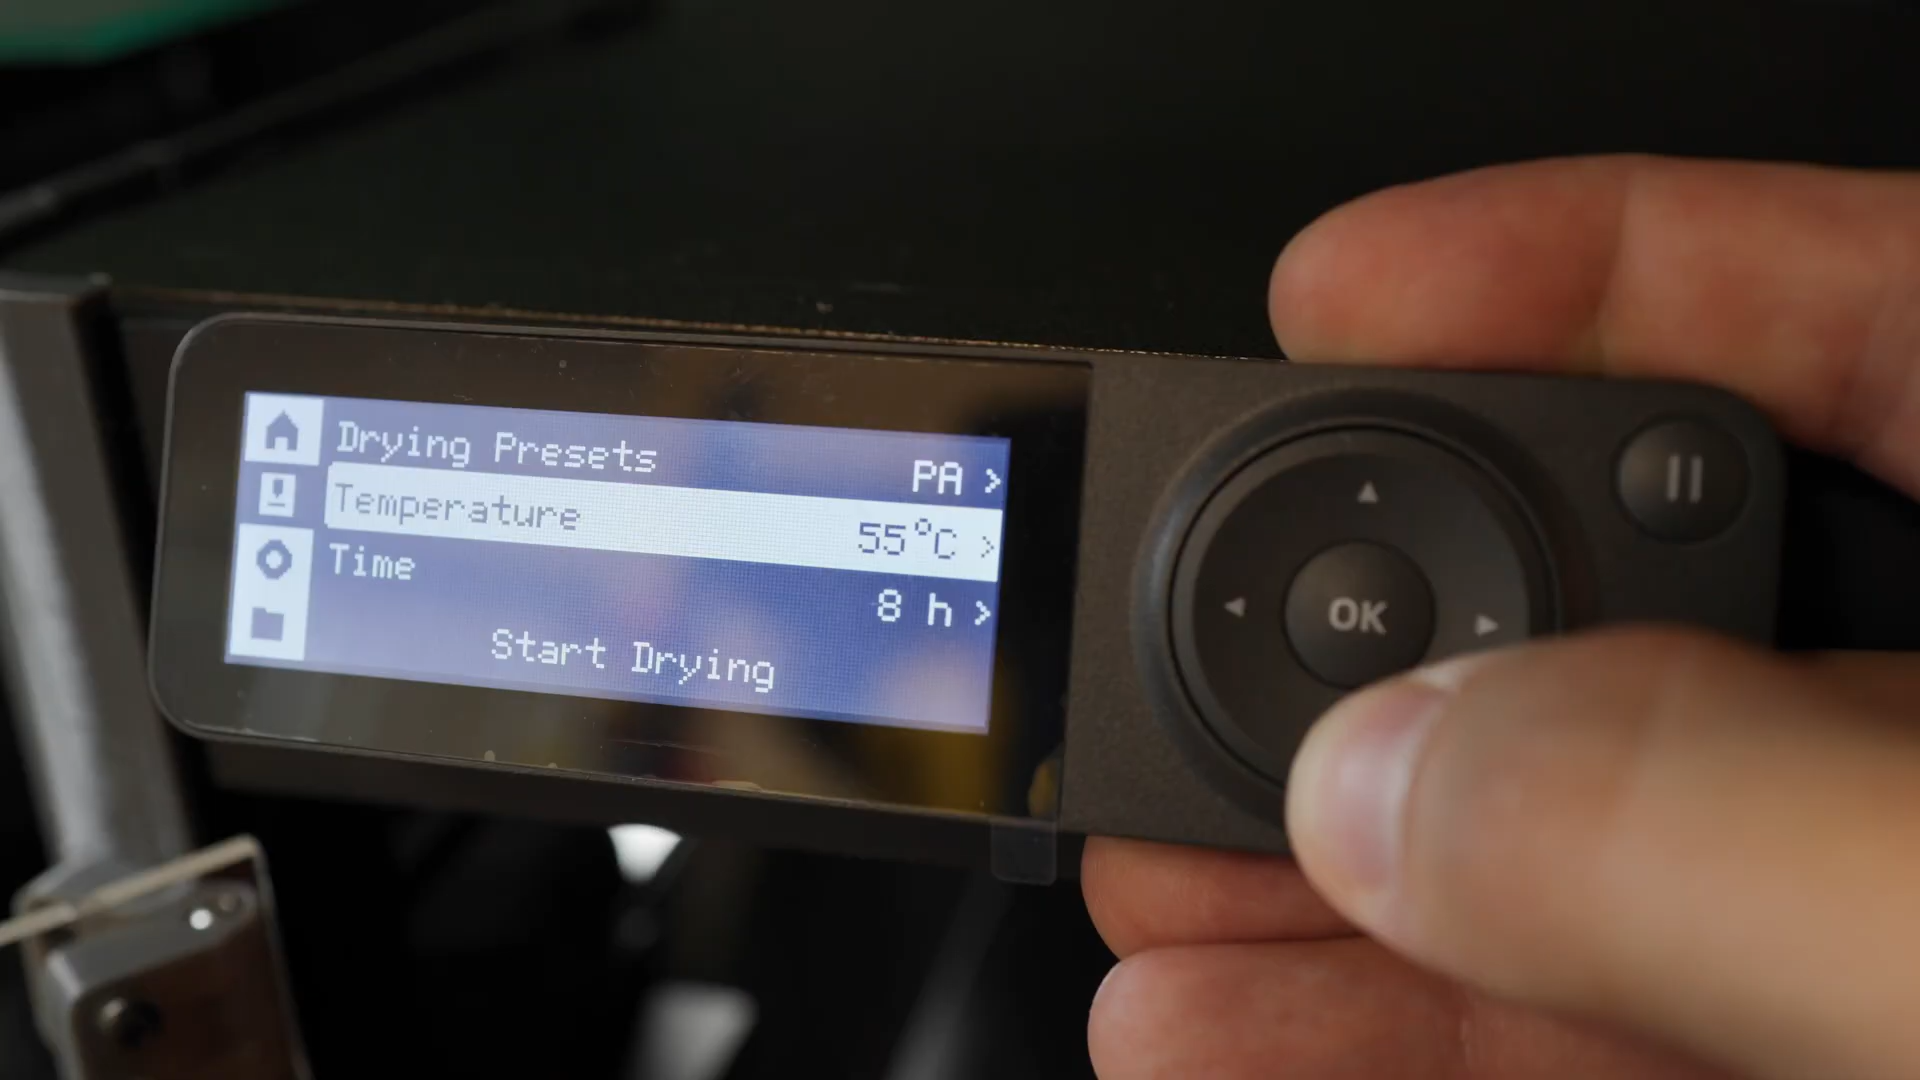 Drying Presets PA >
Temperature 55°C >
Time 8 h >
Start Drying
OK